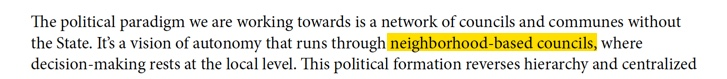 The political paradigm we are working towards is a network of councils and communes without
the State. It's a vision of autonomy that runs through neighborhood-based councils, where
decision-making rests at the local level. This political formation reverses hierarchy and centralized